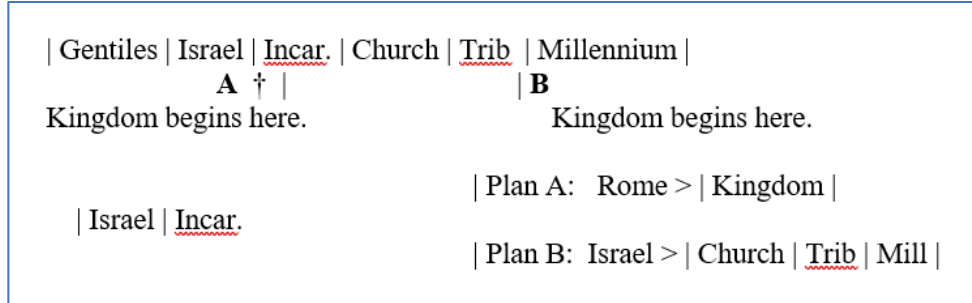 | Gentiles | Israel | Incar. | Church | Trib | Millennium |
A † | | B
Kingdom begins here. Kingdom begins here.
| Plan A: Rome > | Kingdom |
| Israel | Incar.
| Plan B: Israel > | Church | Trib | Mill |